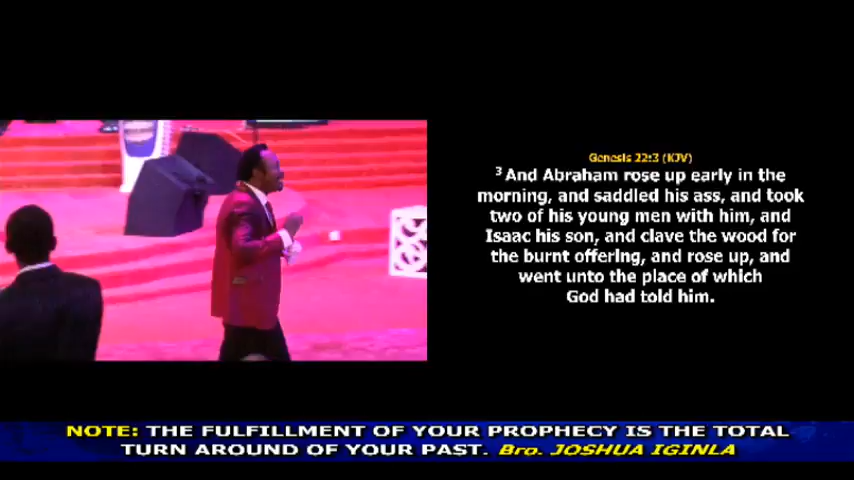 Genesis 22:3 (KJV)
3 And Abraham rose up early in the
morning, and saddled his ass, and took
two of his young men with him, and
Isaac his son, and clave the wood for
the burnt offering, and rose up, and
went unto the place of which
God had told him.
NOTE: THE FULFILLMENT OF YOUR PROPHECY IS THE TOTAL
TURN AROUND OF YOUR PAST. Bro. JOSHUA IGINLA